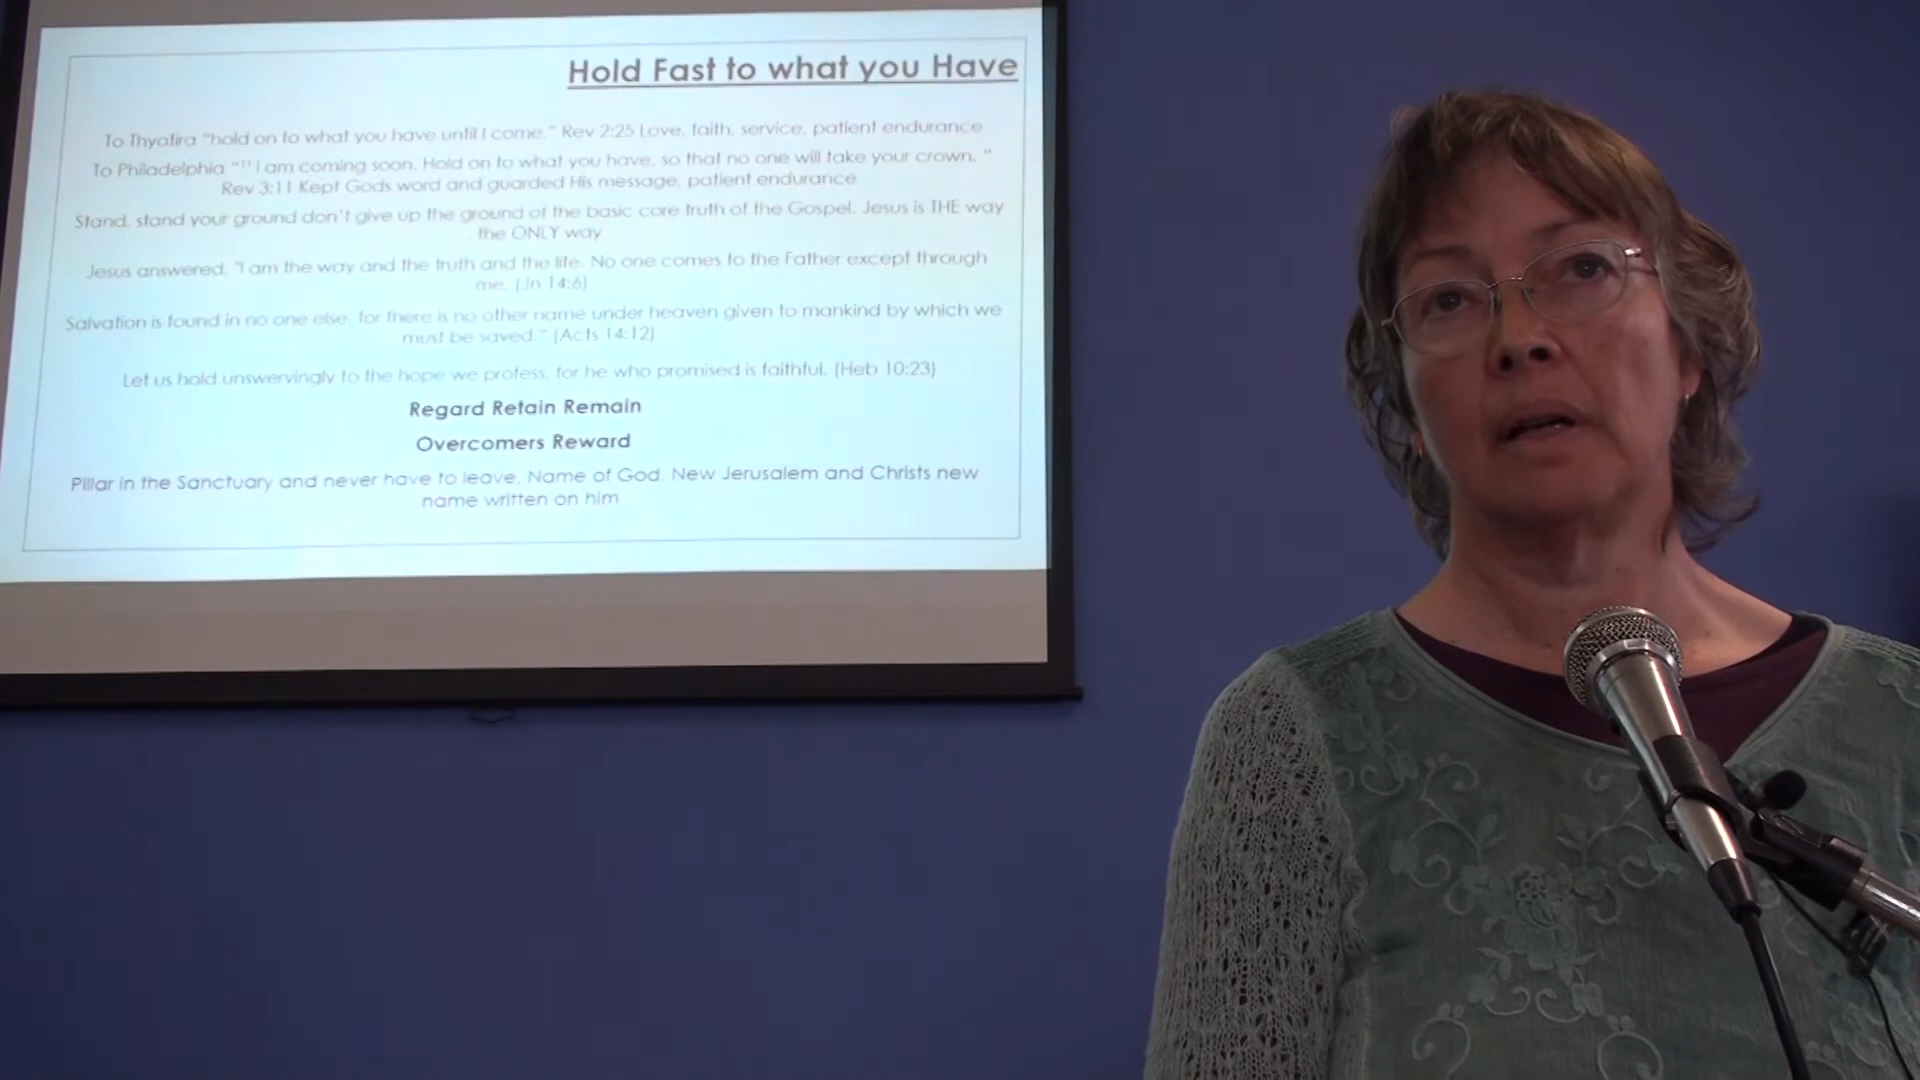 Hold Fast to what you Have
To Thyatira "hold on to what you have until I come." Rev 2:25 Love, faith, service, patient endurance
To Philadelphia "¹¹ I am coming soon. Hold on to what you have, so that no one will take your crown. "
Rev 3:11 Kept Gods word and guarded His message, patient endurance
Stand, stand your ground don't give up the ground of the basic core truth of the Gospel. Jesus is THE way
the ONLY way
Jesus answered, "I am the way and the truth and the life. No one comes to the Father except through
me. (Jn 14:6)
Salvation is found in no one else, for there is no other name under heaven given to mankind by which we
must be saved." (Acts 14:12)
Let us hold unswervingly to the hope we profess, for he who promised is faithful. (Heb 10:23)
Regard Retain Remain
Overcomers Reward
Pillar in the Sanctuary and never have to leave, Name of God, New Jerusalem and Christs new
name written on him